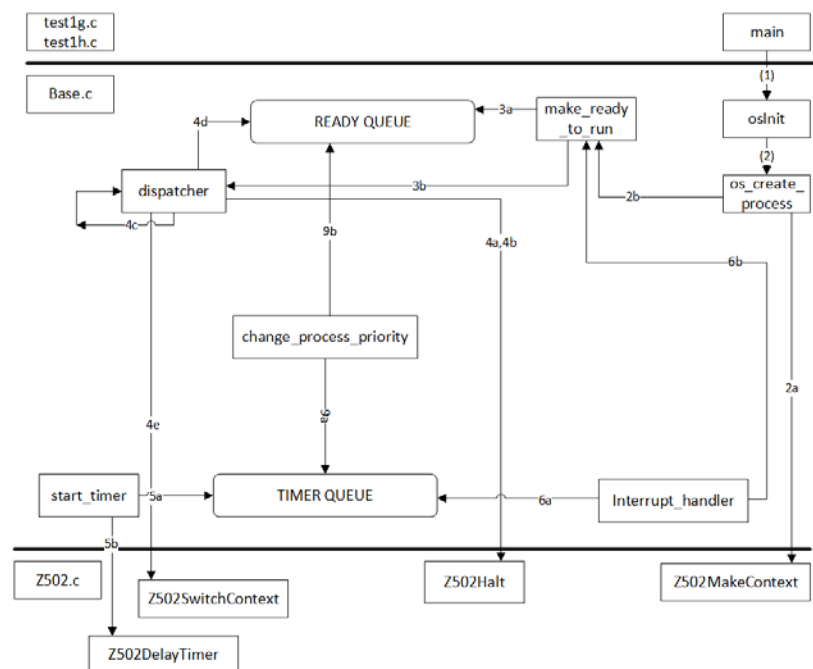 test1g.c
test1h.c
main
(1)
Base.c
4d
READY QUEUE
3a
make_ready
_to_run
osInit
(2)
dispatcher
3b
2b
os_create_
process
4c
9b
4a,4b
6b
change_process_priority
2a
4e
9a
start_timer
5a
TIMER QUEUE
6a
Interrupt_handler
5b
Z502.c
Z502SwitchContext
Z502Halt
Z502MakeContext
Z502DelayTimer